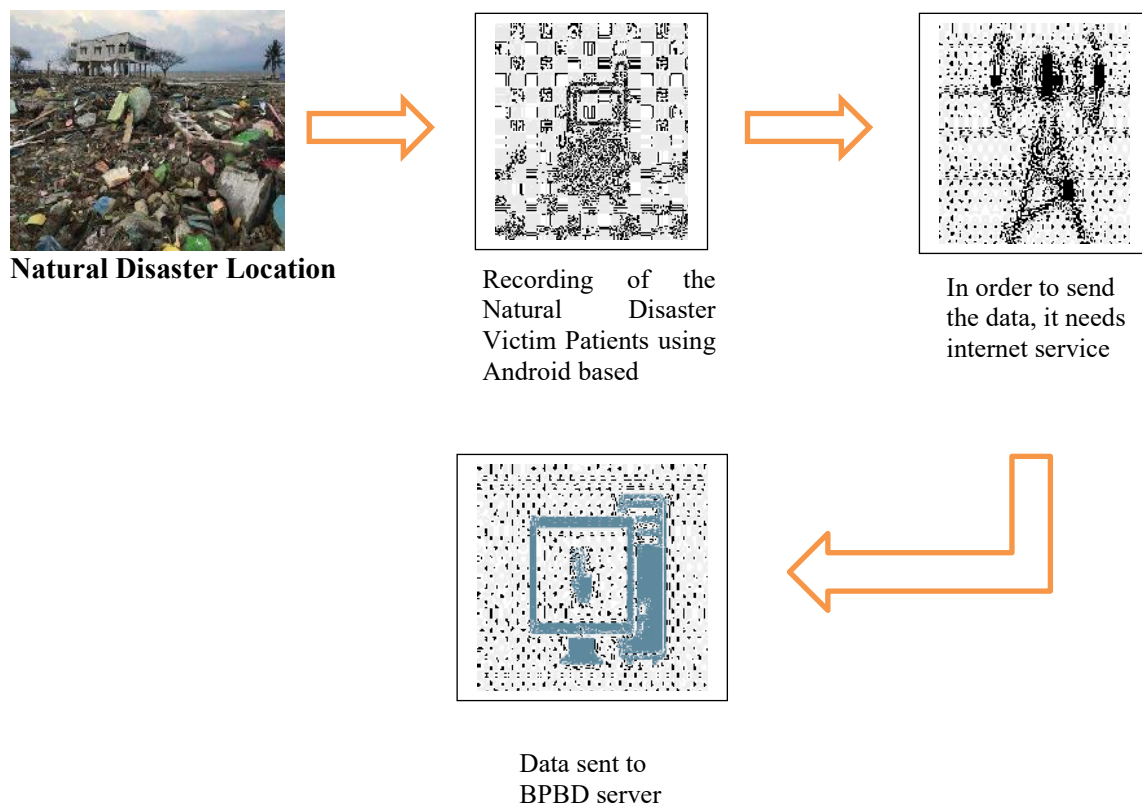 Natural Disaster Location
Recording of the
Natural Disaster
Victim Patients using
Android based
In order to send
the data, it needs
internet service
Data sent to
BPBD server